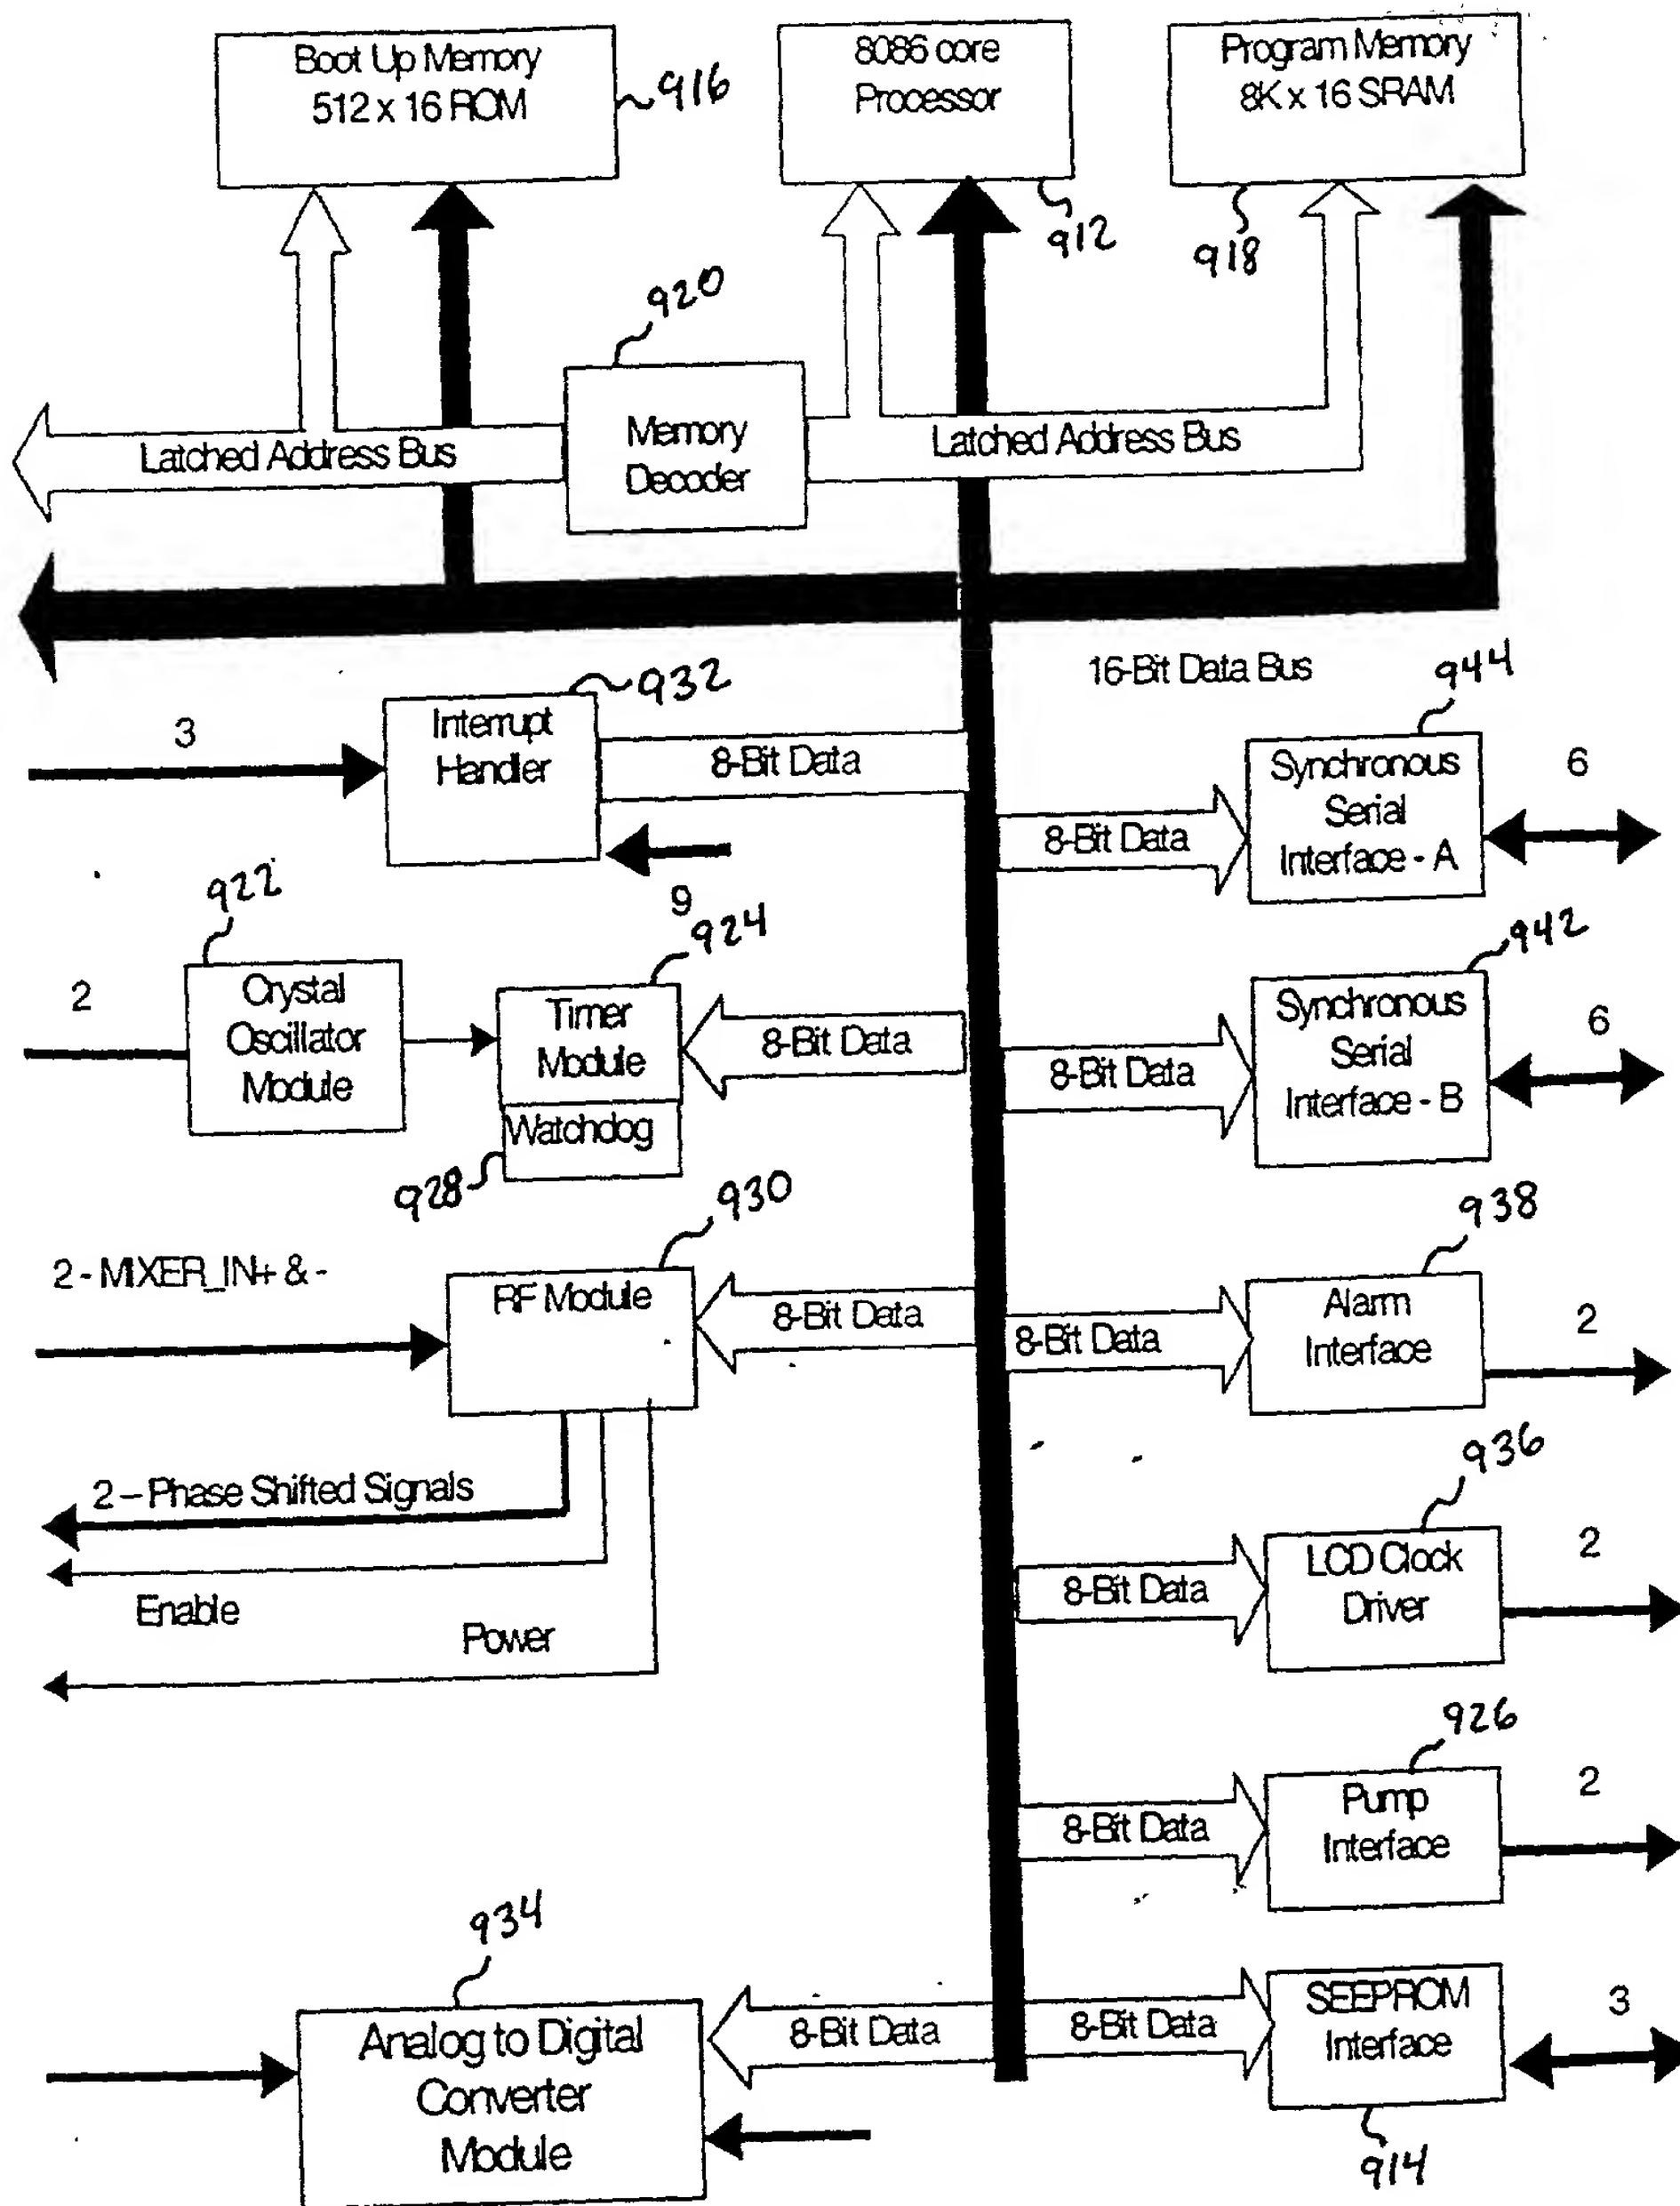 Boot Up Memory
512 x 16 ROM
916
8086 core
Processor
912
Program Memory
8K x 16 SRAM
918
920
Memory
Decoder
Latched Address Bus
Latched Address Bus
16-Bit Data Bus
3
Interrupt
Handler
932
8-Bit Data
9
944
Synchronous
Serial
Interface - A
8-Bit Data
6
922
2
Crystal
Oscillator
Module
924
Timer
Module
Watchdog
928
8-Bit Data
942
Synchronous
Serial
Interface - B
8-Bit Data
6
2 - MIXER_IN+ & -
RF Module
930
8-Bit Data
2 – Phase Shifted Signals
Enable
Power
938
Alarm
Interface
8-Bit Data
2
936
LCD Clock
Driver
8-Bit Data
2
926
Pump
Interface
8-Bit Data
2
934
Analog to Digital
Converter
Module
8-Bit Data
8-Bit Data
SEEPROM
Interface
3
914